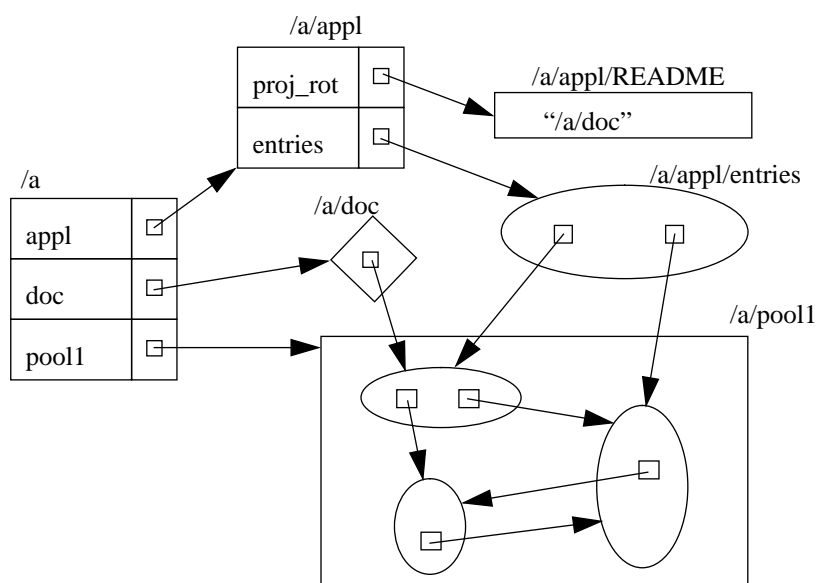 /a/appl
proj_rot
entries
/a/appl/README
“/a/doc”
/a/appl/entries
/a
appl
doc
pool1
/a/doc
/a/pool1